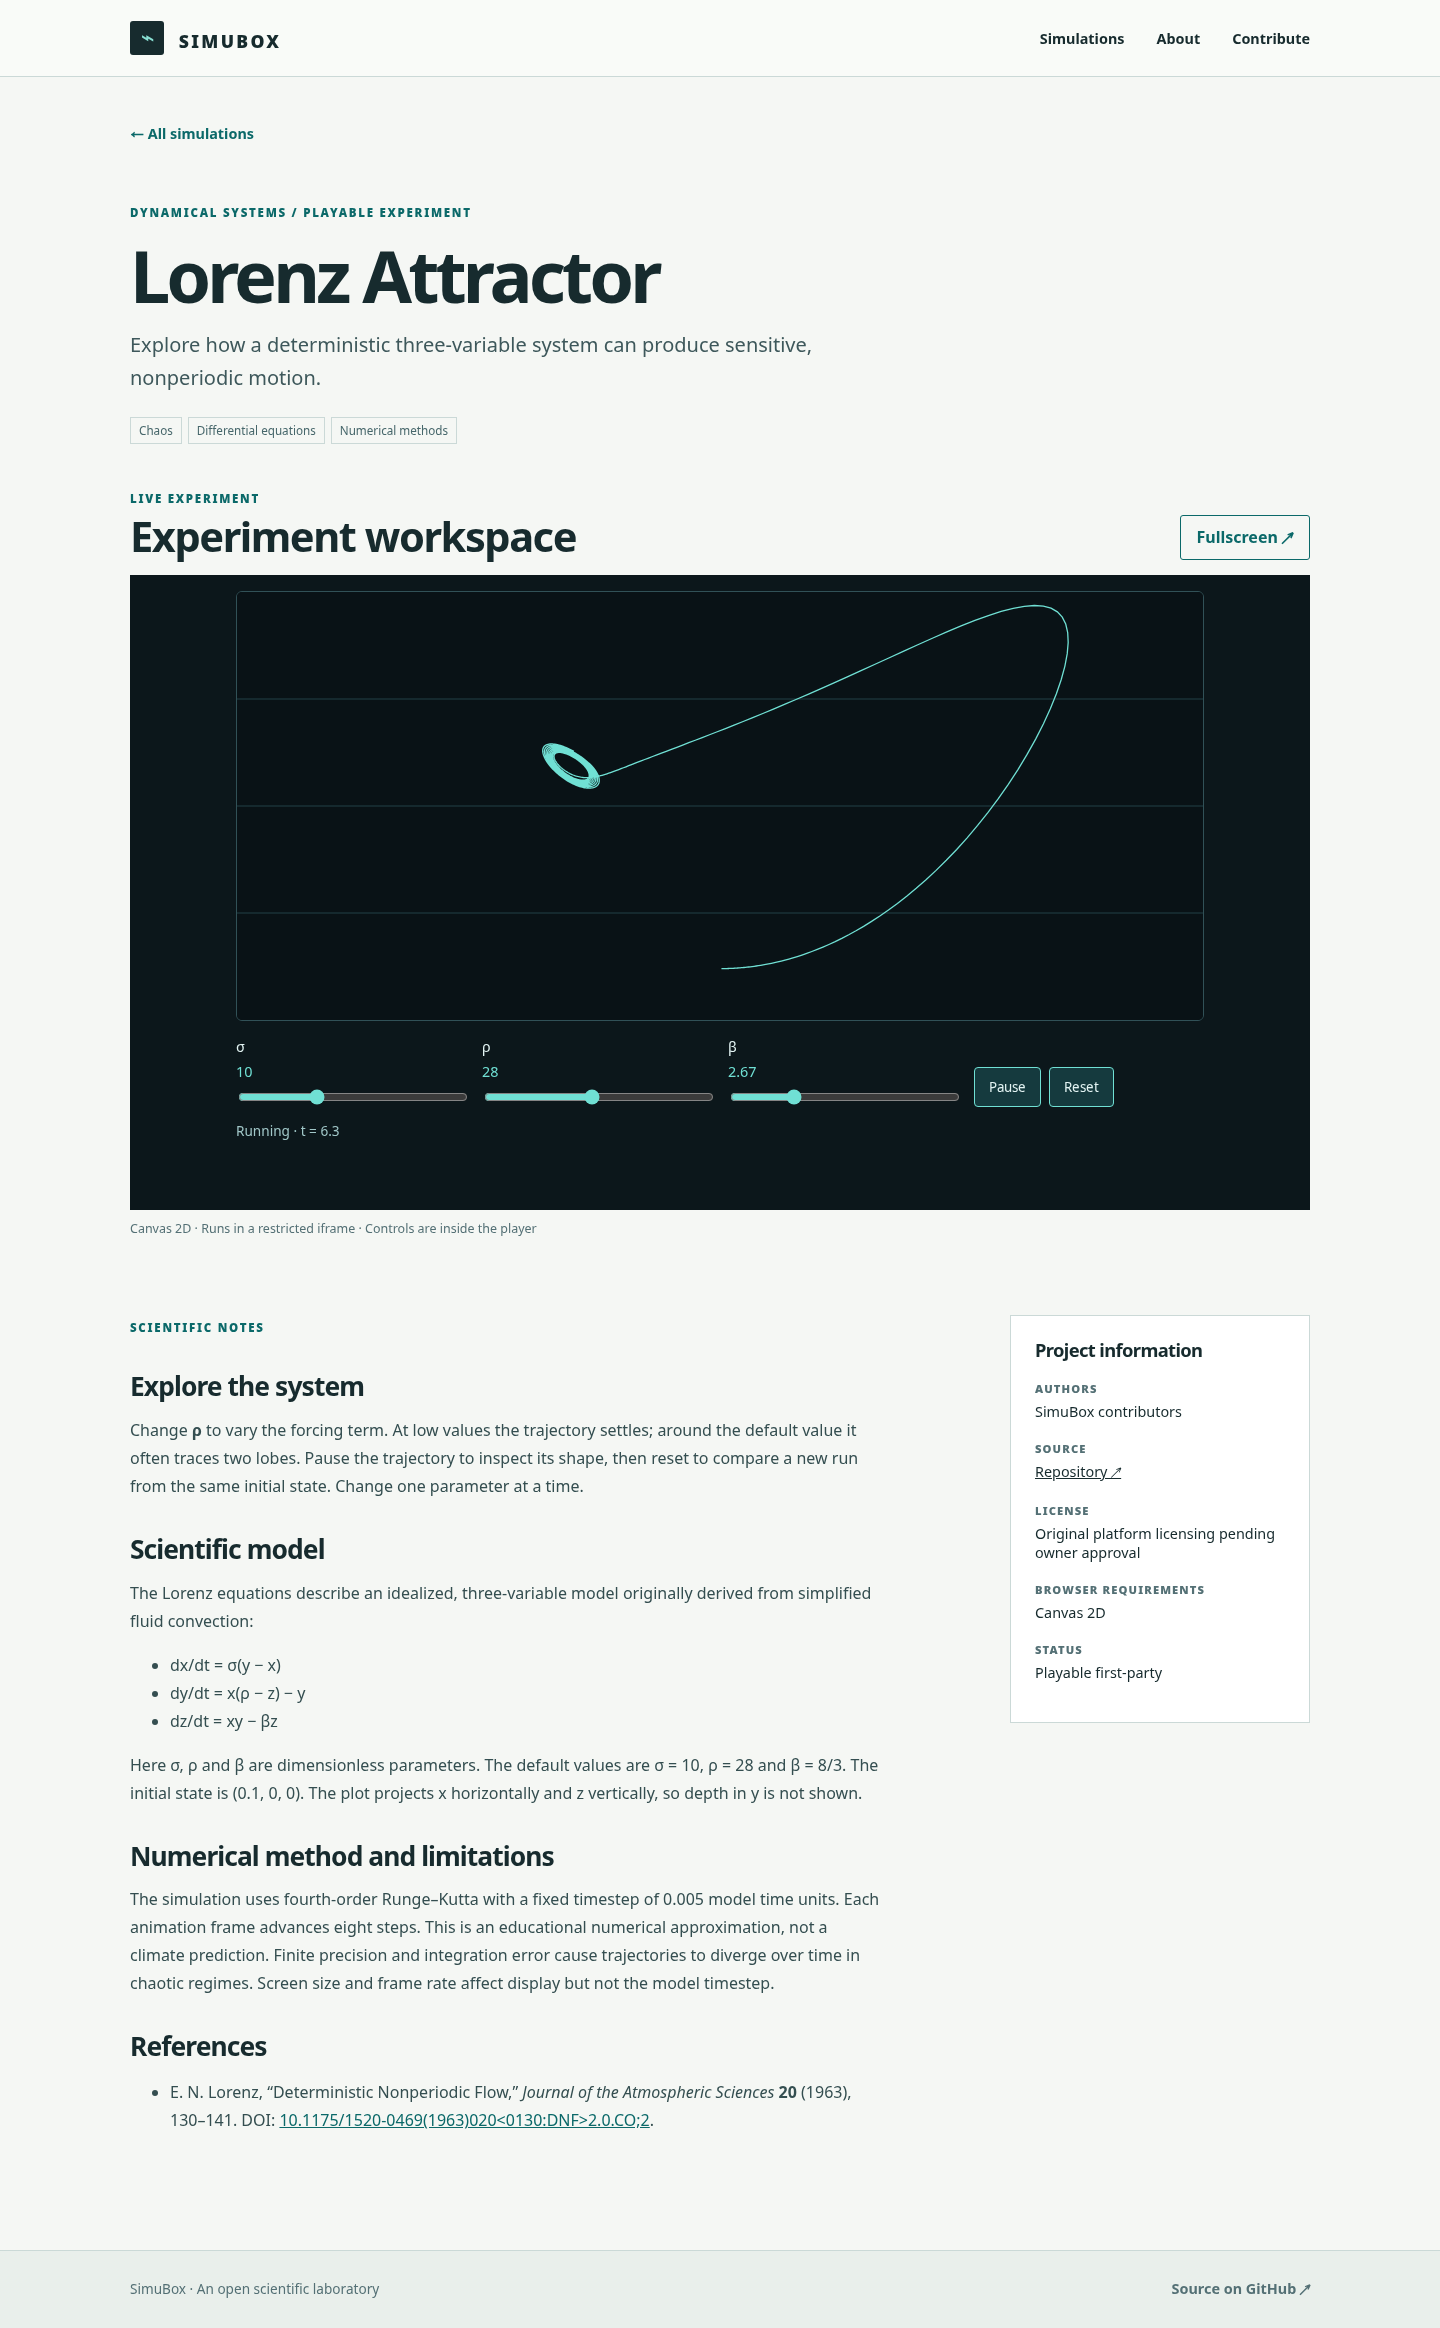 SIMUBOX
Simulations
About
Contribute
← All simulations
DYNAMICAL SYSTEMS / PLAYABLE EXPERIMENT
Lorenz Attractor
Explore how a deterministic three-variable system can produce sensitive,
nonperiodic motion.
Chaos
Differential equations
Numerical methods
LIVE EXPERIMENT
Experiment workspace
Fullscreen ↗
σ
10
ρ
28
β
2.67
Pause
Reset
Running · t = 6.3
Canvas 2D · Runs in a restricted iframe · Controls are inside the player
SCIENTIFIC NOTES
Explore the system
Change ρ to vary the forcing term. At low values the trajectory settles; around the default value it
often traces two lobes. Pause the trajectory to inspect its shape, then reset to compare a new run
from the same initial state. Change one parameter at a time.
Scientific model
The Lorenz equations describe an idealized, three-variable model originally derived from simplified
fluid convection:
• dx/dt = σ(y − x)
• dy/dt = x(ρ − z) − y
• dz/dt = xy − βz
Here σ, ρ and β are dimensionless parameters. The default values are σ = 10, ρ = 28 and β = 8/3. The
initial state is (0.1, 0, 0). The plot projects x horizontally and z vertically, so depth in y is not shown.
Numerical method and limitations
The simulation uses fourth-order Runge–Kutta with a fixed timestep of 0.005 model time units. Each
animation frame advances eight steps. This is an educational numerical approximation, not a
climate prediction. Finite precision and integration error cause trajectories to diverge over time in
chaotic regimes. Screen size and frame rate affect display but not the model timestep.
References
• E. N. Lorenz, “Deterministic Nonperiodic Flow,” Journal of the Atmospheric Sciences 20 (1963),
130–141. DOI: 10.1175/1520-0469(1963)020<0130:DNF>2.0.CO;2.
Project information
AUTHORS
SimuBox contributors
SOURCE
Repository ↗
LICENSE
Original platform licensing pending
owner approval
BROWSER REQUIREMENTS
Canvas 2D
STATUS
Playable first-party
SimuBox · An open scientific laboratory
Source on GitHub ↗